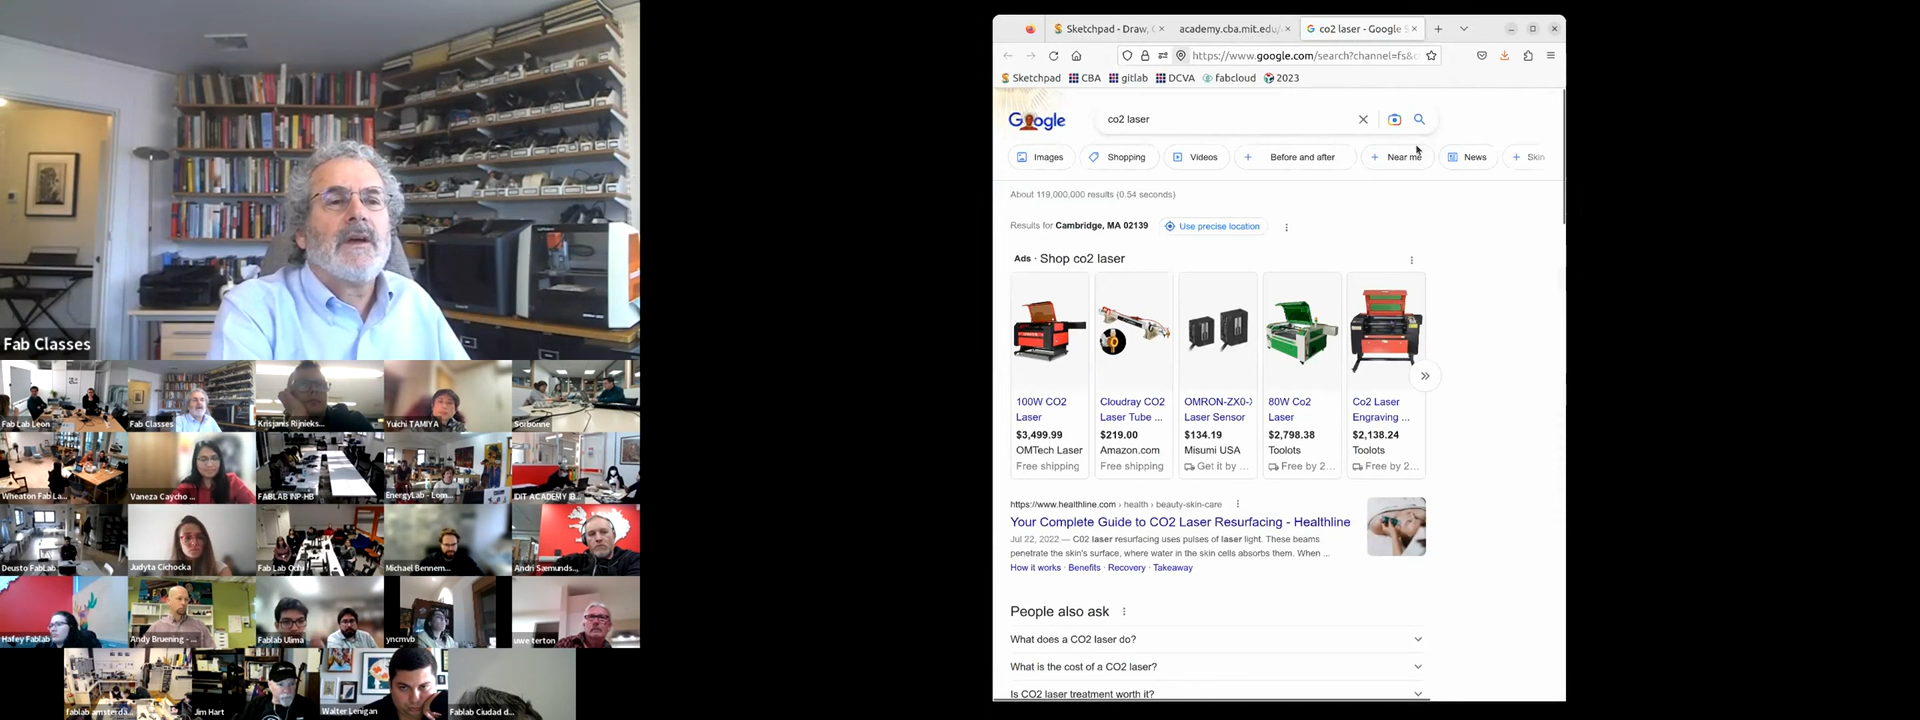 Fab Classes
Fab Lab Leon
Fab Classes
Krisjanis Rijnieks...
Yuichi TAMIYA
Sorbonne
Wheaton Fab La...
Vaneza Caycho ...
FABLAB INP-HB
EnergyLab - Lom...
IDIT ACADEMY IB...
Deusto FabLab
Judyta Cichocka
Fab Lab Oulu
Michael Bennem...
Andri Sæmunds...
Hafey Fablab
Andy Bruening - ...
Fablab Ulima
yncmvb
uwe terton
fablab amsterda...
Jim Hart
Walter Lenigan
Fablab Ciudad d...
Sketchpad - Draw,
academy.cba.mit.edu/
co2 laser - Google
https://www.google.com/search?channel=fs&
Sketchpad CBA gitlab DCVA fabcloud 2023
Google
co2 laser
Images Shopping Videos Before and after Near me News Skin
About 119,000,000 results (0.54 seconds)
Results for Cambridge, MA 02139 Use precise location
Ads · Shop co2 laser
100W CO2
Laser
$3,499.99
OMTech Laser
Free shipping
Cloudray CO2
Laser Tube ...
$219.00
Amazon.com
Free shipping
OMRON-ZX0-
Laser Sensor
$134.19
Misumi USA
Get it by ...
80W Co2
Laser
$2,798.38
Toolots
Free by 2...
Co2 Laser
Engraving ...
$2,138.24
Toolots
Free by 2...
https://www.healthline.com › health › beauty-skin-care
Your Complete Guide to CO2 Laser Resurfacing - Healthline
Jul 22, 2022 — C02 laser resurfacing uses pulses of laser light. These beams
penetrate the skin's surface, where water in the skin cells absorbs them. When ...
How it works · Benefits · Recovery · Takeaway
People also ask
What does a CO2 laser do?
What is the cost of a CO2 laser?
Is CO2 laser treatment worth it?